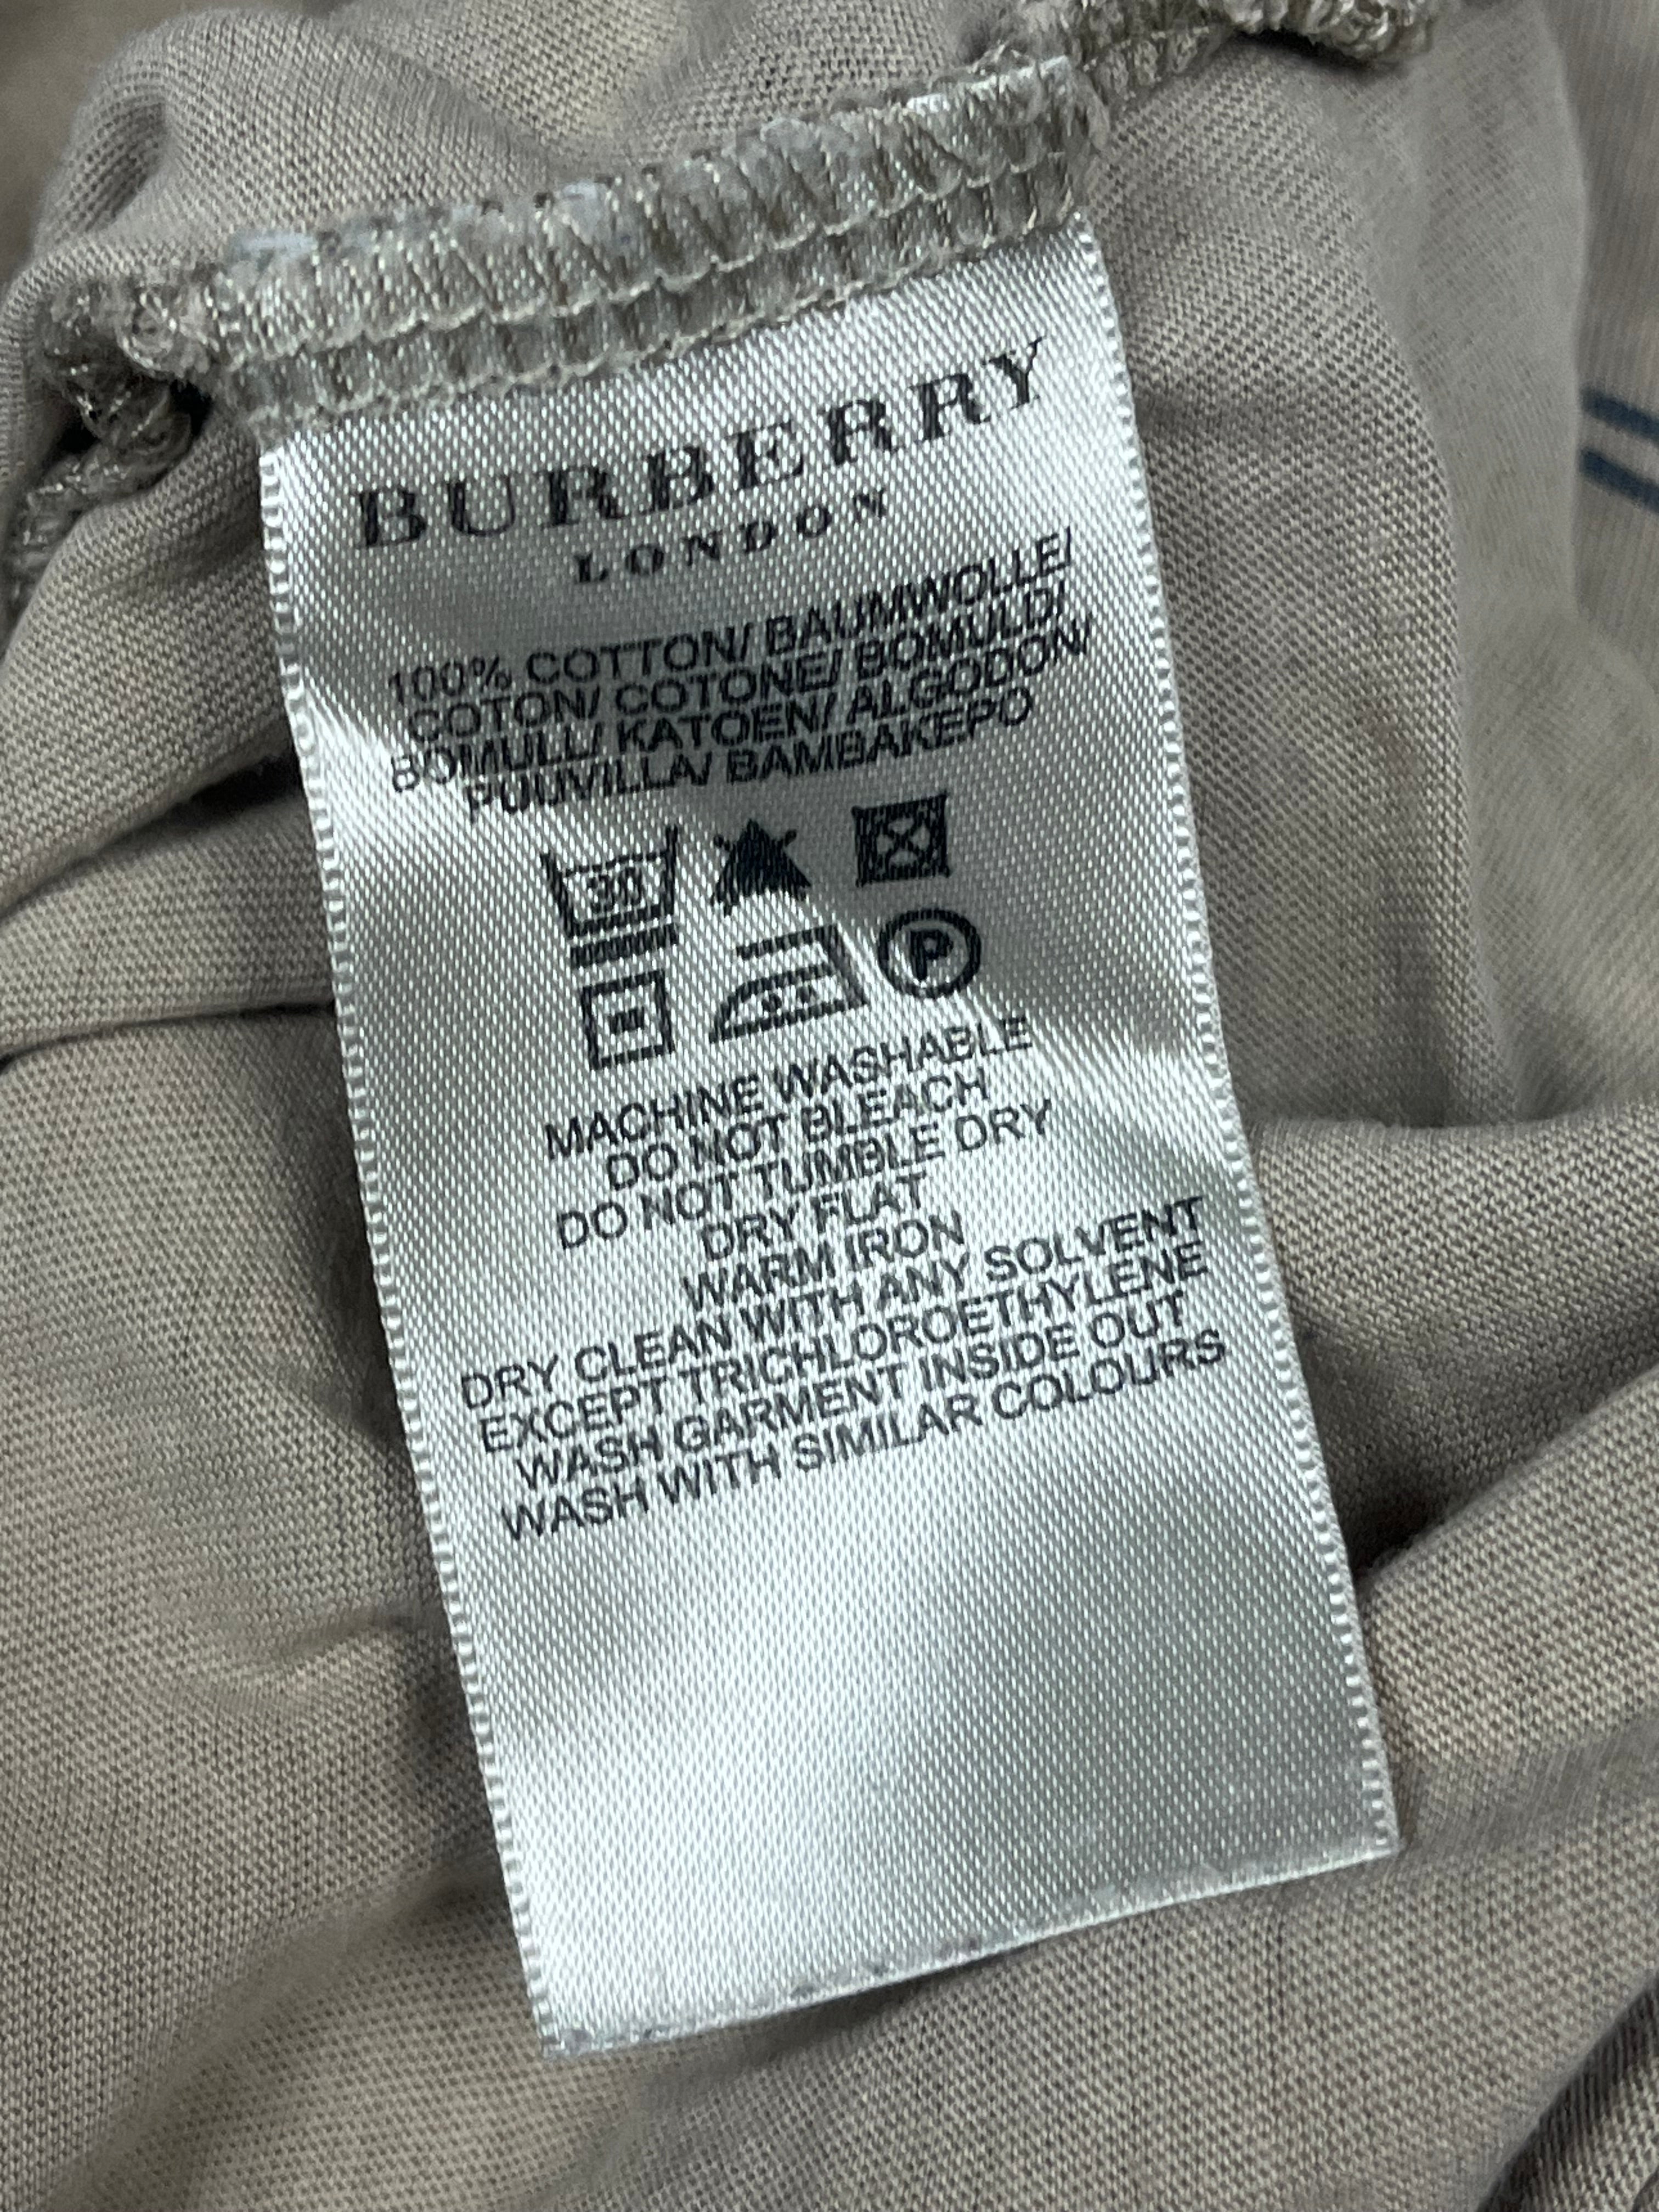 BURBERRY
LONDON
100% COTTON/ BAUMWOLLE/
COTON/ COTONE/ BOMULD/
BOMULL/ KATOEN/ ALGODON/
PUUVILLA/ BAMBAKEPO
30
P
MACHINE WASHABLE
DO NOT BLEACH
DO NOT TUMBLE DRY
DRY FLAT
WARM IRON
DRY CLEAN WITH ANY SOLVENT
EXCEPT TRICHLOROETHYLENE
WASH GARMENT INSIDE OUT
WASH WITH SIMILAR COLOURS